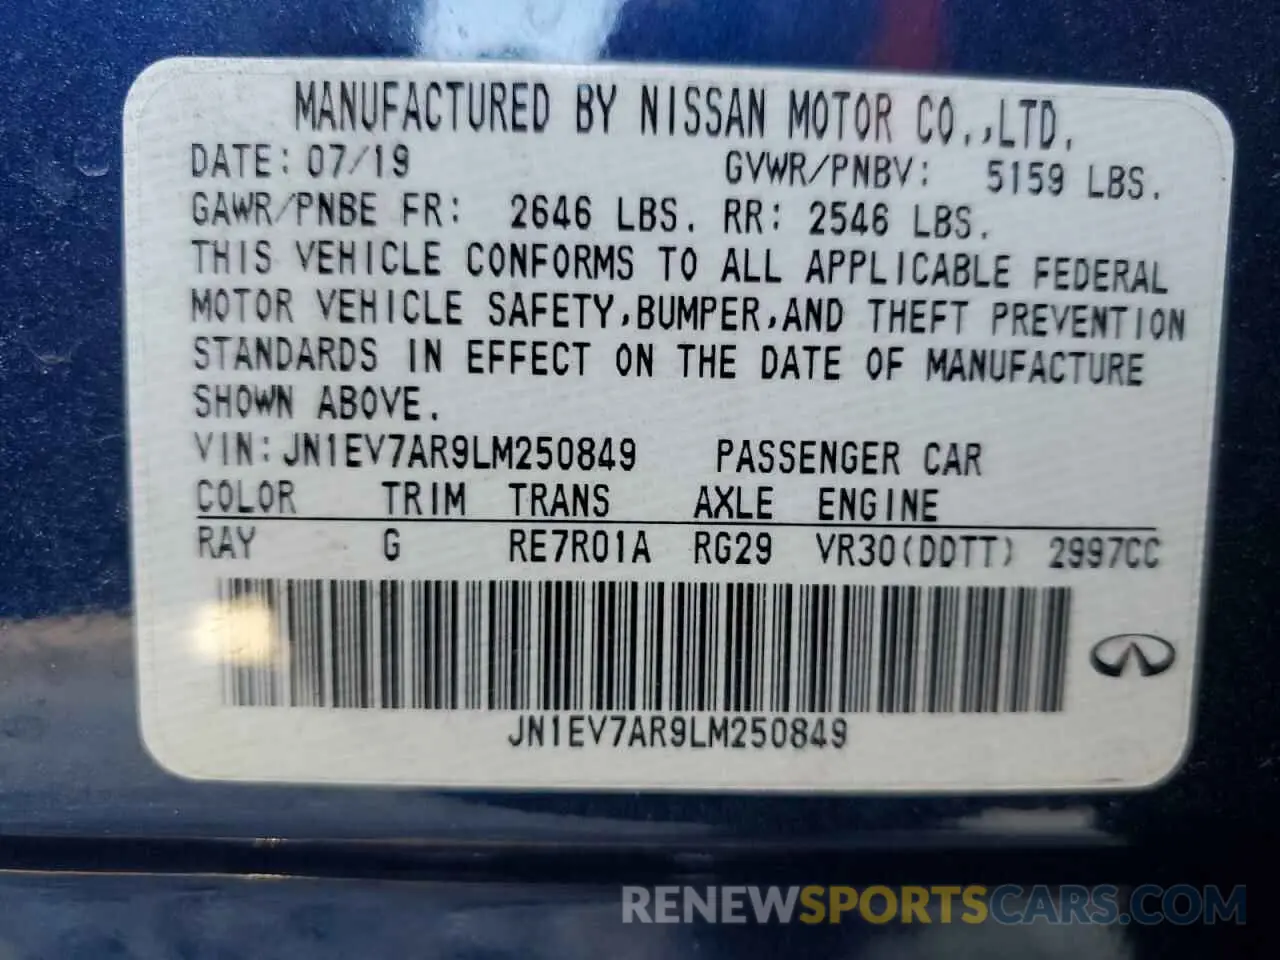 MANUFACTURED BY NISSAN MOTOR CO.,LTD.
DATE: 07/19 GVWR/PNBV: 5159 LBS.
GAWR/PNBE FR: 2646 LBS. RR: 2546 LBS.
THIS VEHICLE CONFORMS TO ALL APPLICABLE FEDERAL
MOTOR VEHICLE SAFETY,BUMPER,AND THEFT PREVENTION
STANDARDS IN EFFECT ON THE DATE OF MANUFACTURE
SHOWN ABOVE.
VIN: JN1EV7AR9LM250849 PASSENGER CAR
COLOR TRIM TRANS AXLE ENGINE
RAY G RE7R01A RG29 VR30(DDTT) 2997CC
JN1EV7AR9LM250849
RENEWSPORTSCARS.COM